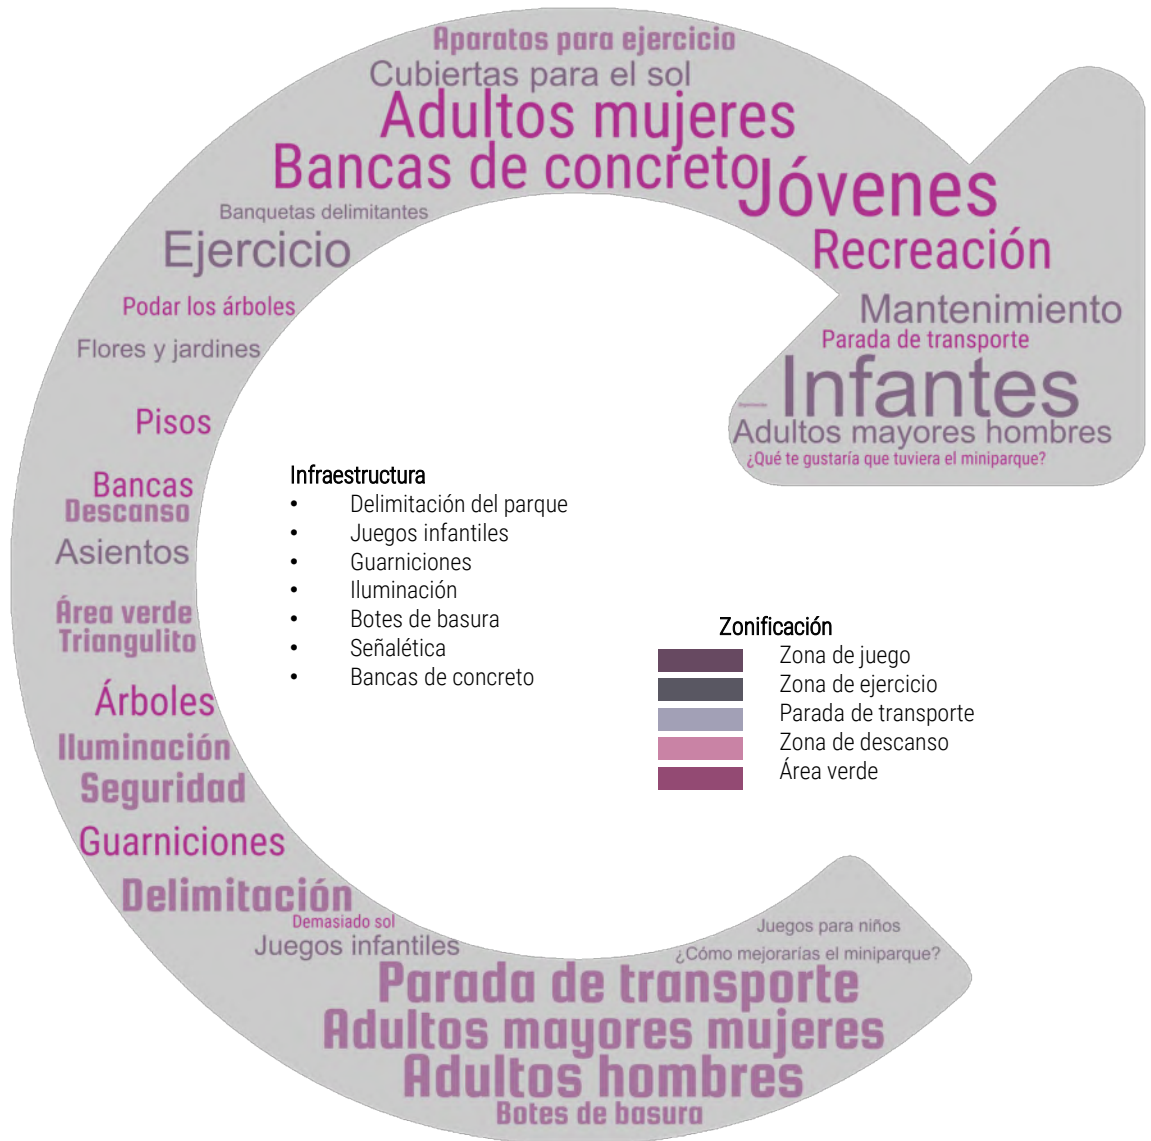 Aparatos para ejercicio
Cubiertas para el sol
Adultos mujeres
Bancas de concreto
Jóvenes
Banquetas delimitantes
Ejercicio
Recreación
Podar los árboles
Mantenimiento
Flores y jardines
Parada de transporte
Infantes
Pisos
Adultos mayores hombres
¿Qué te gustaría que tuviera el miniparque?
Bancas
Descanso
Asientos
Área verde
Triangulito
Árboles
Iluminación
Seguridad
Guarniciones
Delimitación
Demasiado sol
Juegos infantiles
Juegos para niños
¿Cómo mejorarías el miniparque?
Parada de transporte
Adultos mayores mujeres
Adultos hombres
Botes de basura
Infraestructura
• Delimitación del parque
• Juegos infantiles
• Guarniciones
• Iluminación
• Botes de basura
• Señalética
• Bancas de concreto
Zonificación
Zona de juego
Zona de ejercicio
Parada de transporte
Zona de descanso
Área verde